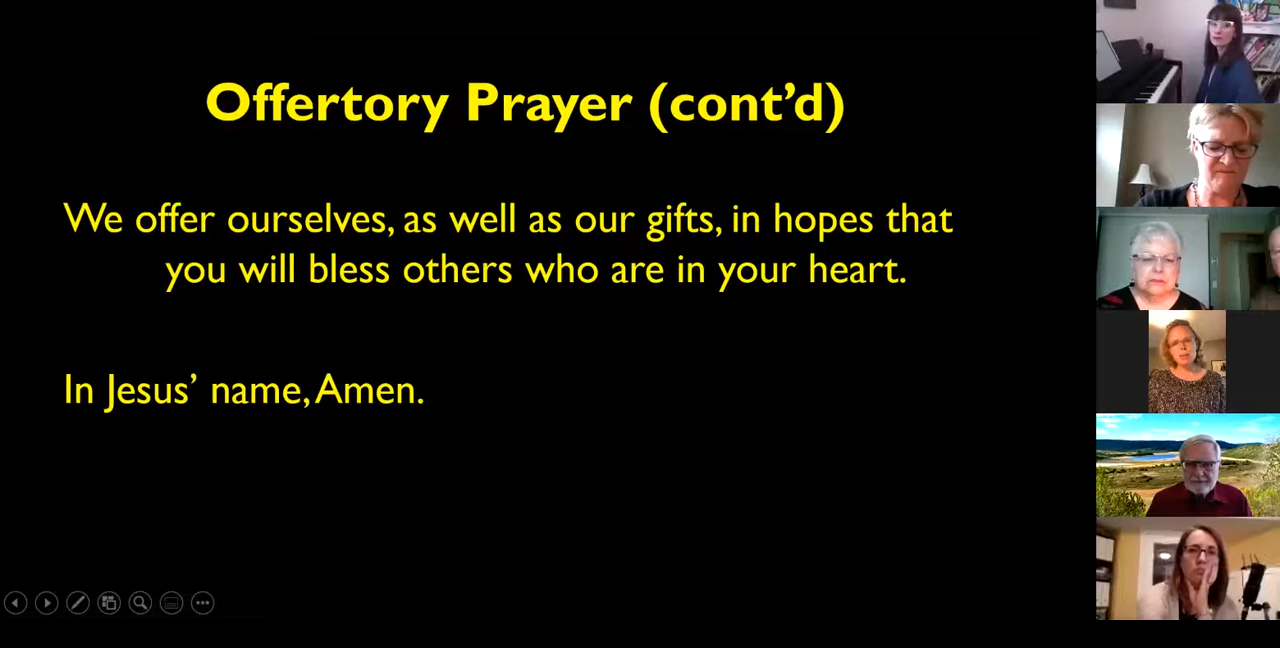 Offertory Prayer (cont’d)
We offer ourselves, as well as our gifts, in hopes that
you will bless others who are in your heart.
In Jesus’ name, Amen.